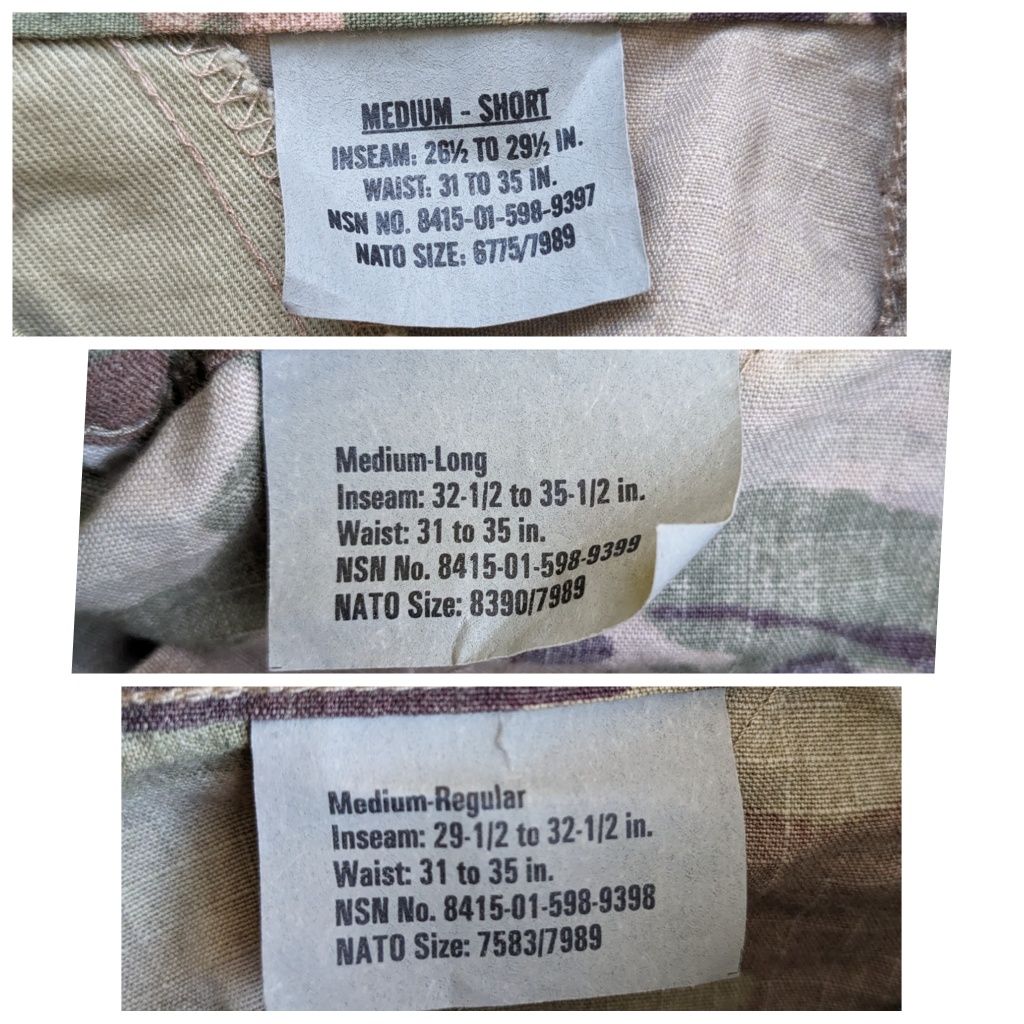 MEDIUM - SHORT
INSEAM: 26½ TO 29½ IN.
WAIST: 31 TO 35 IN.
NSN NO. 8415-01-598-9397
NATO SIZE: 6775/7989
Medium-Long
Inseam: 32-1/2 to 35-1/2 in.
Waist: 31 to 35 in.
NSN No. 8415-01-598-9399
NATO Size: 8390/7989
Medium-Regular
Inseam: 29-1/2 to 32-1/2 in.
Waist: 31 to 35 in.
NSN No. 8415-01-598-9398
NATO Size: 7583/7989